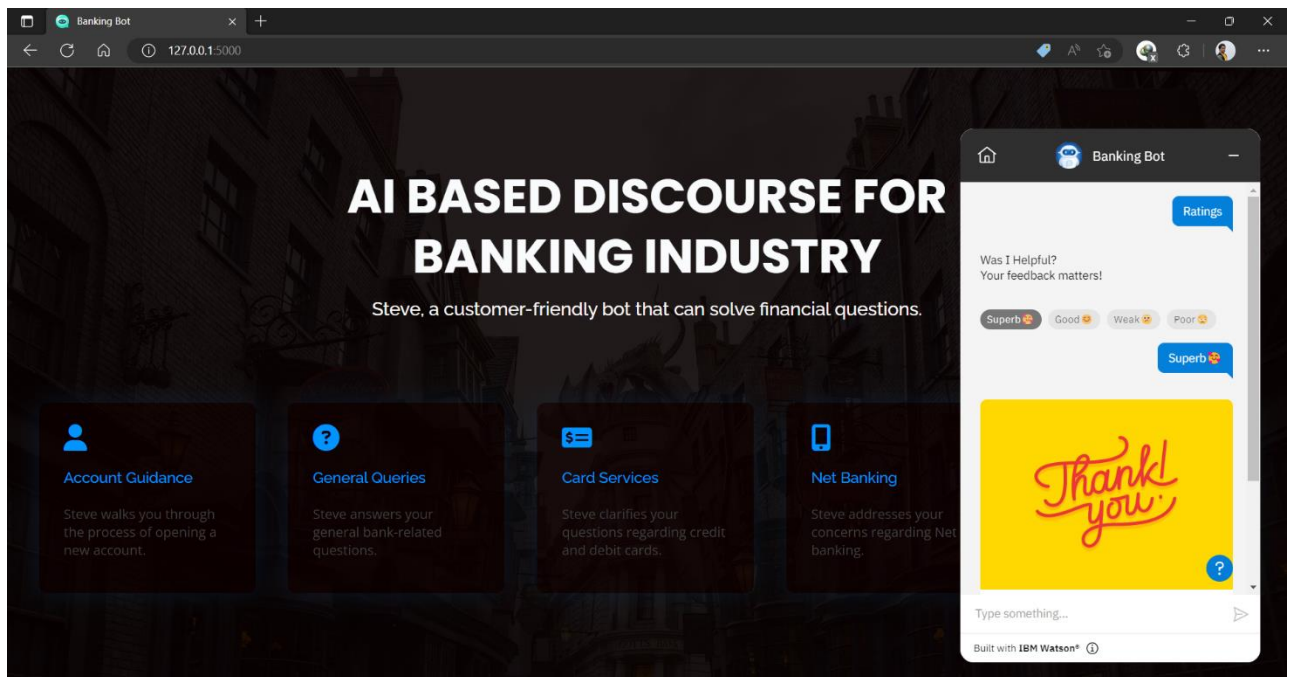 Banking Bot
127.0.0.1:5000
AI BASED DISCOURSE FOR
BANKING INDUSTRY
Steve, a customer-friendly bot that can solve financial questions.
Account Guidance
Steve walks you through
the process of opening a
new account.
General Queries
Steve answers your
general bank-related
questions.
Card Services
Steve clarifies your
questions regarding credit
and debit cards.
Net Banking
Steve addresses your
concerns regarding Net
banking.
Banking Bot
Ratings
Was I Helpful?
Your feedback matters!
Superb🥰 Good😊 Weak😕 Poor😔
Superb🥰
Thank
you!
Type something...
Built with IBM Watson®